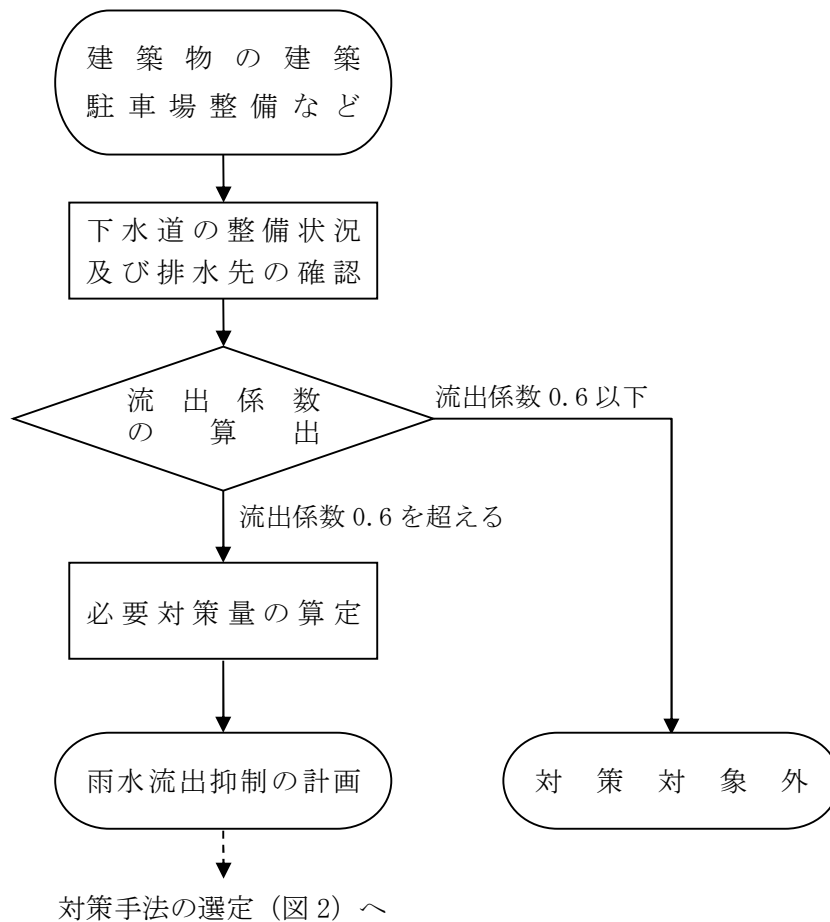 建築物の建築
駐車場整備など
下水道の整備状況
及び排水先の確認
流出係数
の算出
流出係数 0.6 以下
流出係数 0.6 を超える
必要対策量の算定
雨水流出抑制の計画
対策対象外
対策手法の選定（図 2）へ